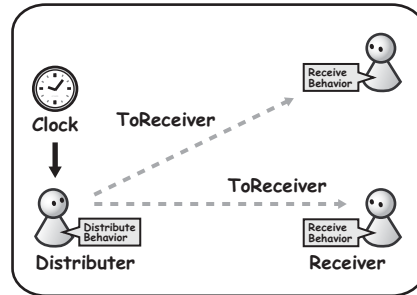 Receive
Behavior
Clock
ToReceiver
ToReceiver
Distribute
Behavior
Receive
Behavior
Distributer
Receiver